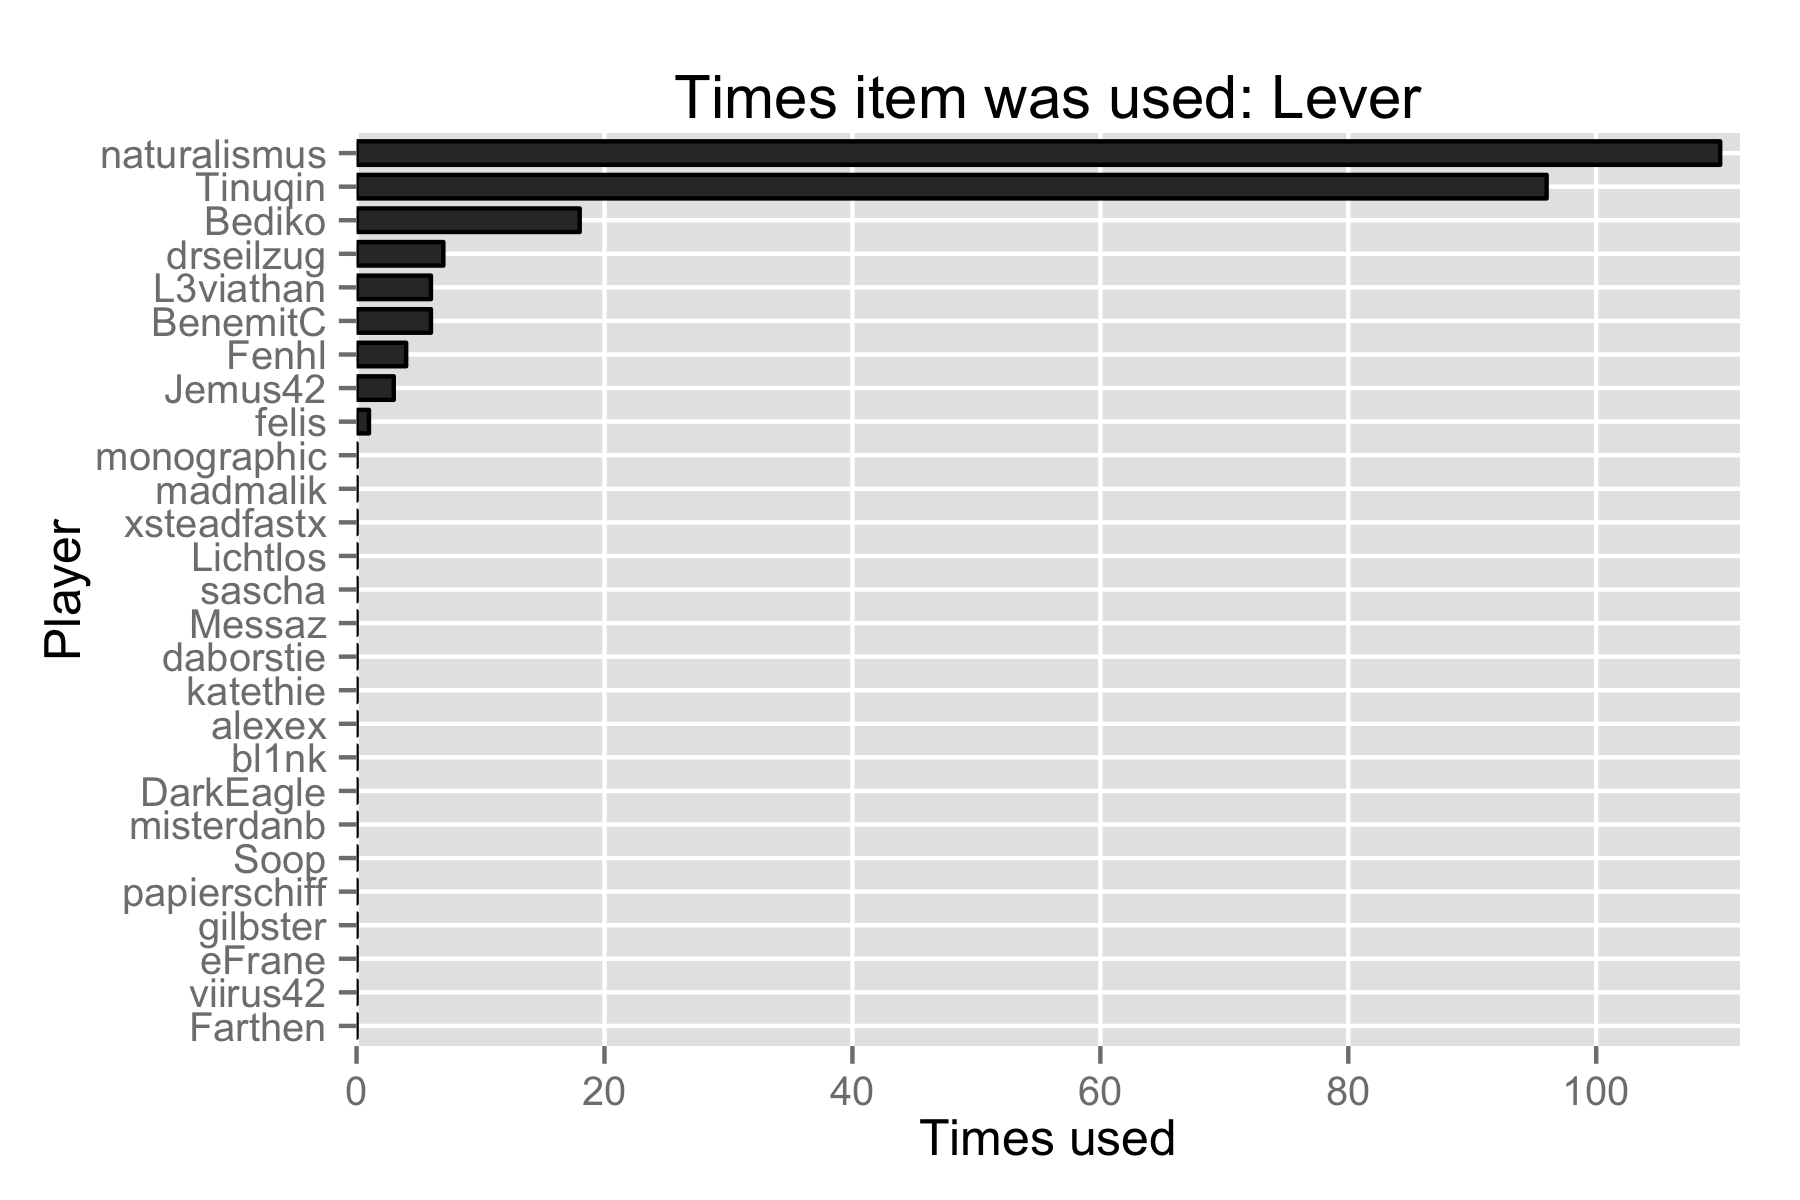 Times item was used: Lever
naturalismus
Tinuqin
Bediko
drseilzug
L3viathan
BenemitC
Fenhl
Jemus42
felis
monographic
madmalik
xsteadfastx
Lichtlos
sascha
Messaz
daborstie
katethie
alexex
bl1nk
DarkEagle
misterdanb
Soop
papierschiff
gilbster
eFrane
viirus42
Farthen
Player
0 20 40 60 80 100
Times used